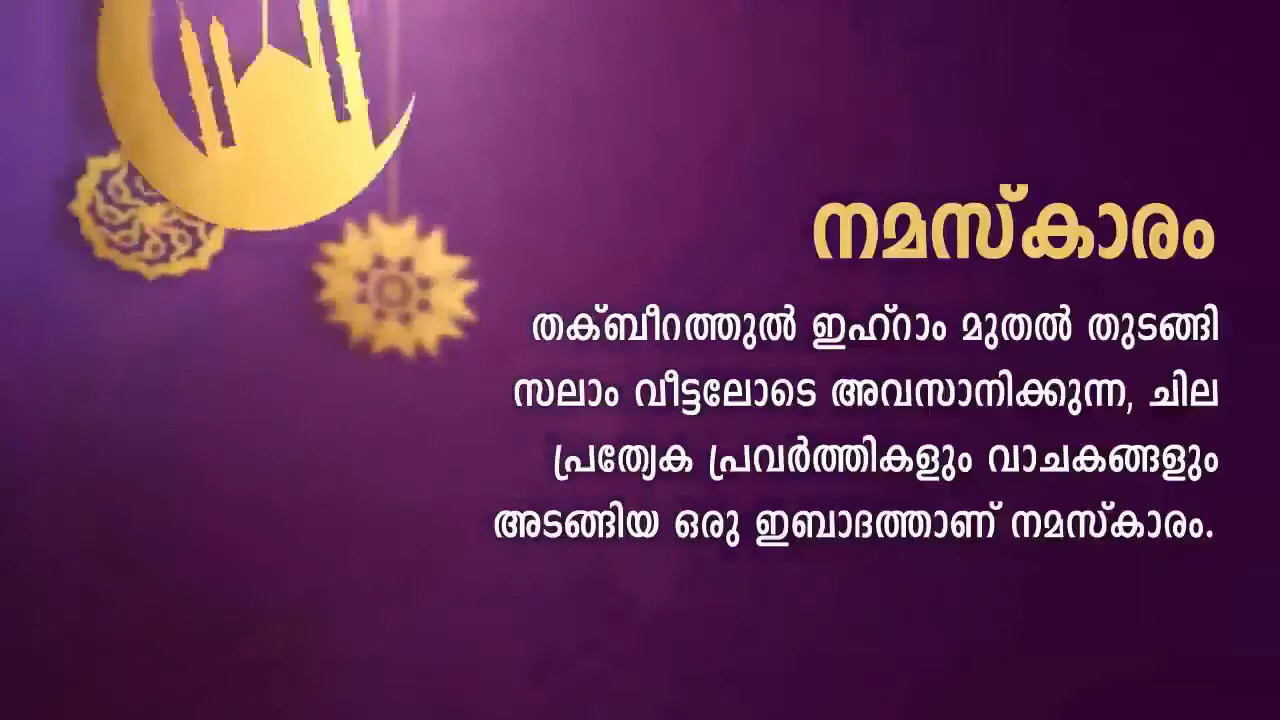 നമസ്കാരം
തക്ബീറത്തുൽ ഇഹ്റാം മുതൽ തുടങ്ങി
സലാം വീട്ടലോടെ അവസാനിക്കുന്ന, ചില
പ്രത്യേക പ്രവർത്തികളും വാചകങ്ങളും
അടങ്ങിയ ഒരു ഇബാദത്താണ് നമസ്കാരം.